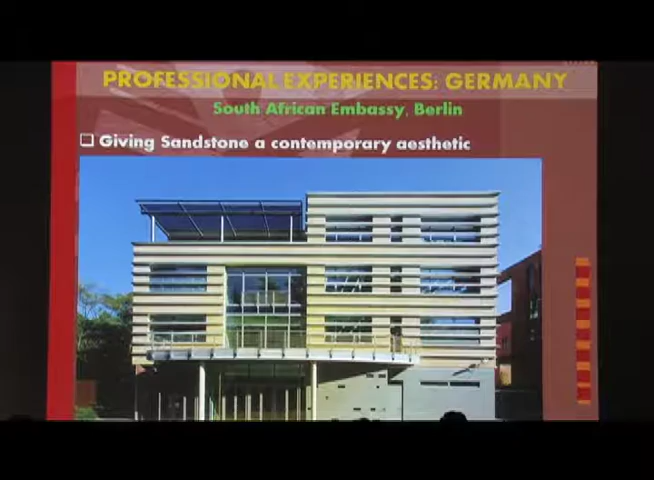 PROFESSIONAL EXPERIENCES: GERMANY
South African Embassy, Berlin
Giving Sandstone a contemporary aesthetic